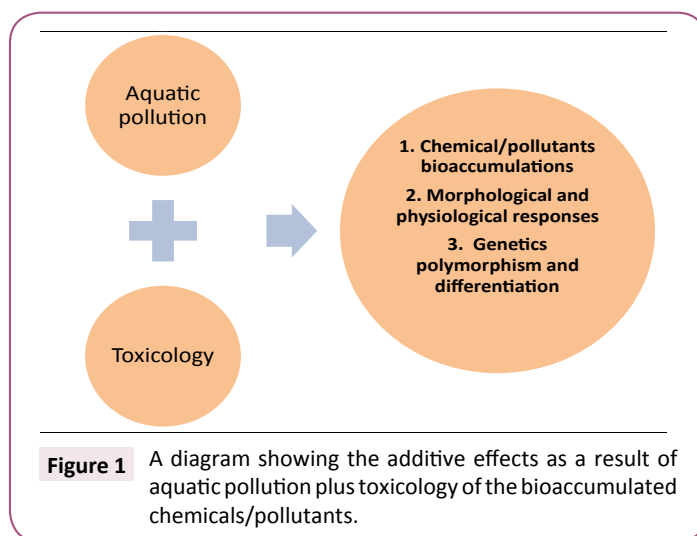 Aquatic
pollution
Toxicology
1. Chemical/pollutants
bioaccumulations
2. Morphological and
physiological responses
3. Genetics
polymorphism and
differentiation
Figure 1 A diagram showing the additive effects as a result of
aquatic pollution plus toxicology of the bioaccumulated
chemicals/pollutants.